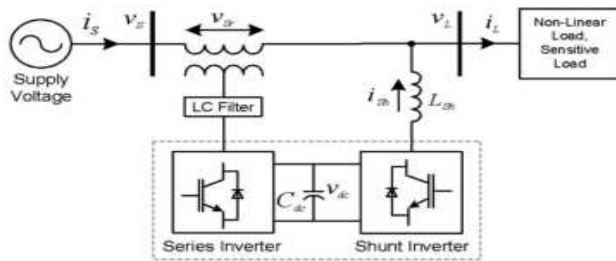 i_S
v_S
v_Sr
v_L
i_L
Non-Linear
Load,
Sensitive
Load
Supply
Voltage
LC Filter
i_Sh
L_Sh
C_dc
v_dc
Series Inverter
Shunt Inverter